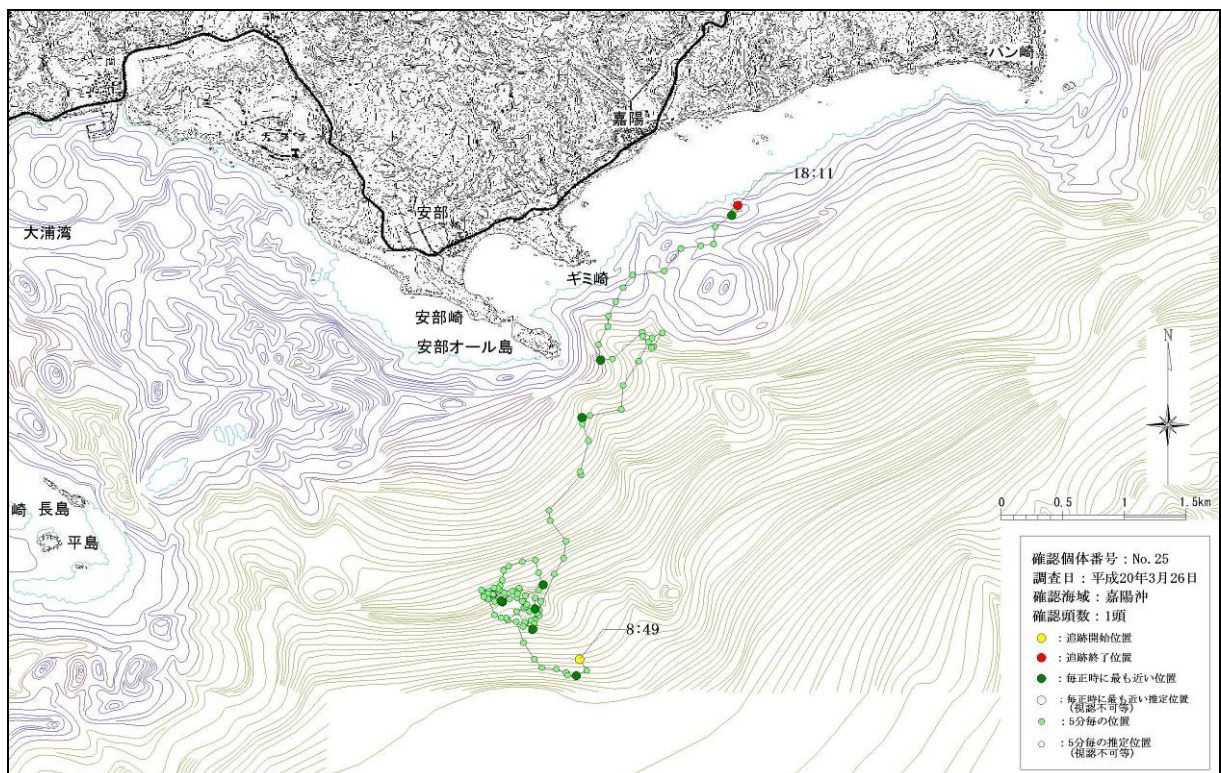 バン崎
嘉陽
18:11
大浦湾
安部
ギミ崎
安部崎
安部オール島
N
崎 長島
平島
0 0.5 1 1.5km
8:49
確認個体番号：No.25
調査日：平成20年3月26日
確認海域：嘉陽沖
確認頭数：1頭
：追跡開始位置
：追跡終了位置
：毎正時に最も近い位置
：毎正時に最も近い推定位置
(視認不可等)
：5分毎の位置
：5分毎の推定位置
(視認不可等)